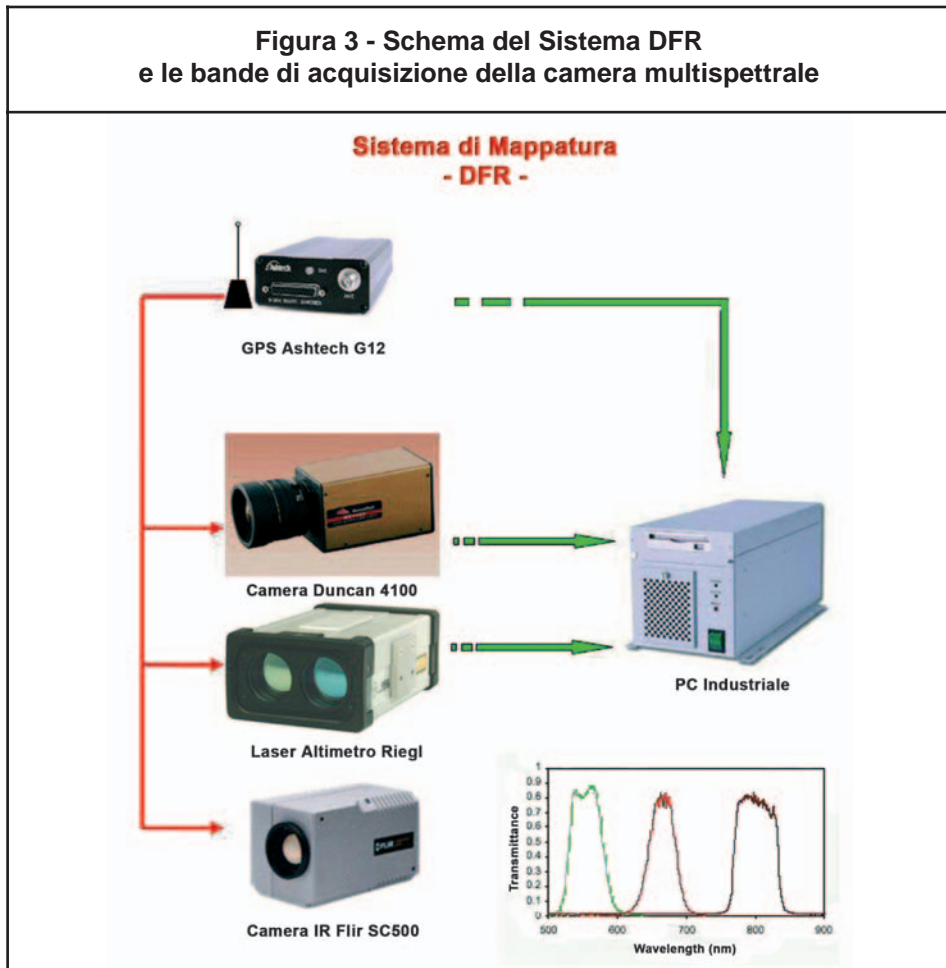 Figura 3 - Schema del Sistema DFR
e le bande di acquisizione della camera multispettrale
Sistema di Mappatura
- DFR -
Ashtech
GPS Ashtech G12
Camera Duncan 4100
PC Industriale
Laser Altimetro Riegl
FLIR
Camera IR Flir SC500
Transmittance
1
0.9
0.8
0.7
0.6
0.5
0.4
0.3
0.2
0.1
0
500 600 700 800 900
Wavelength (nm)